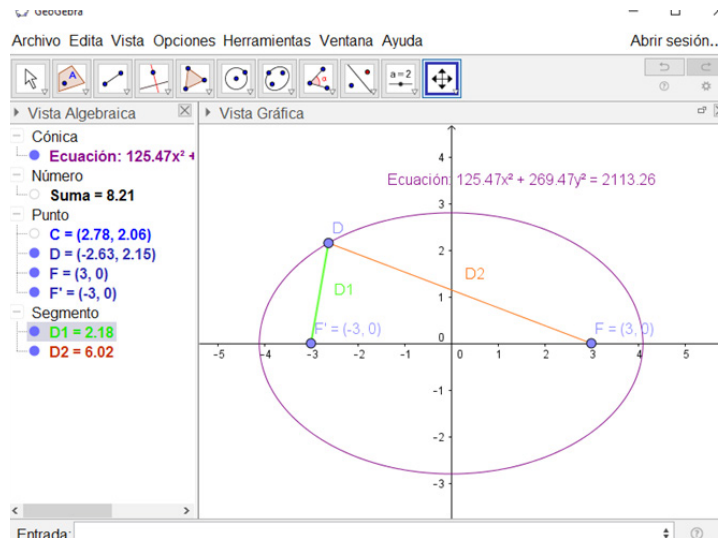 GeoGebra
Archivo Edita Vista Opciones Herramientas Ventana Ayuda
Abrir sesión...
A
α
a=2
Vista Algebraica
Vista Gráfica
Cónica
Ecuación: 125.47x² +
Número
Suma = 8.21
Punto
C = (2.78, 2.06)
D = (-2.63, 2.15)
F = (3, 0)
F' = (-3, 0)
Segmento
D1 = 2.18
D2 = 6.02
Ecuación: 125.47x² + 269.47y² = 2113.26
D
D1
D2
F' = (-3, 0)
F = (3, 0)
4
3
2
1
0
-1
-2
-3
-5 -4 -3 -2 -1 0 1 2 3 4 5
Entrada: